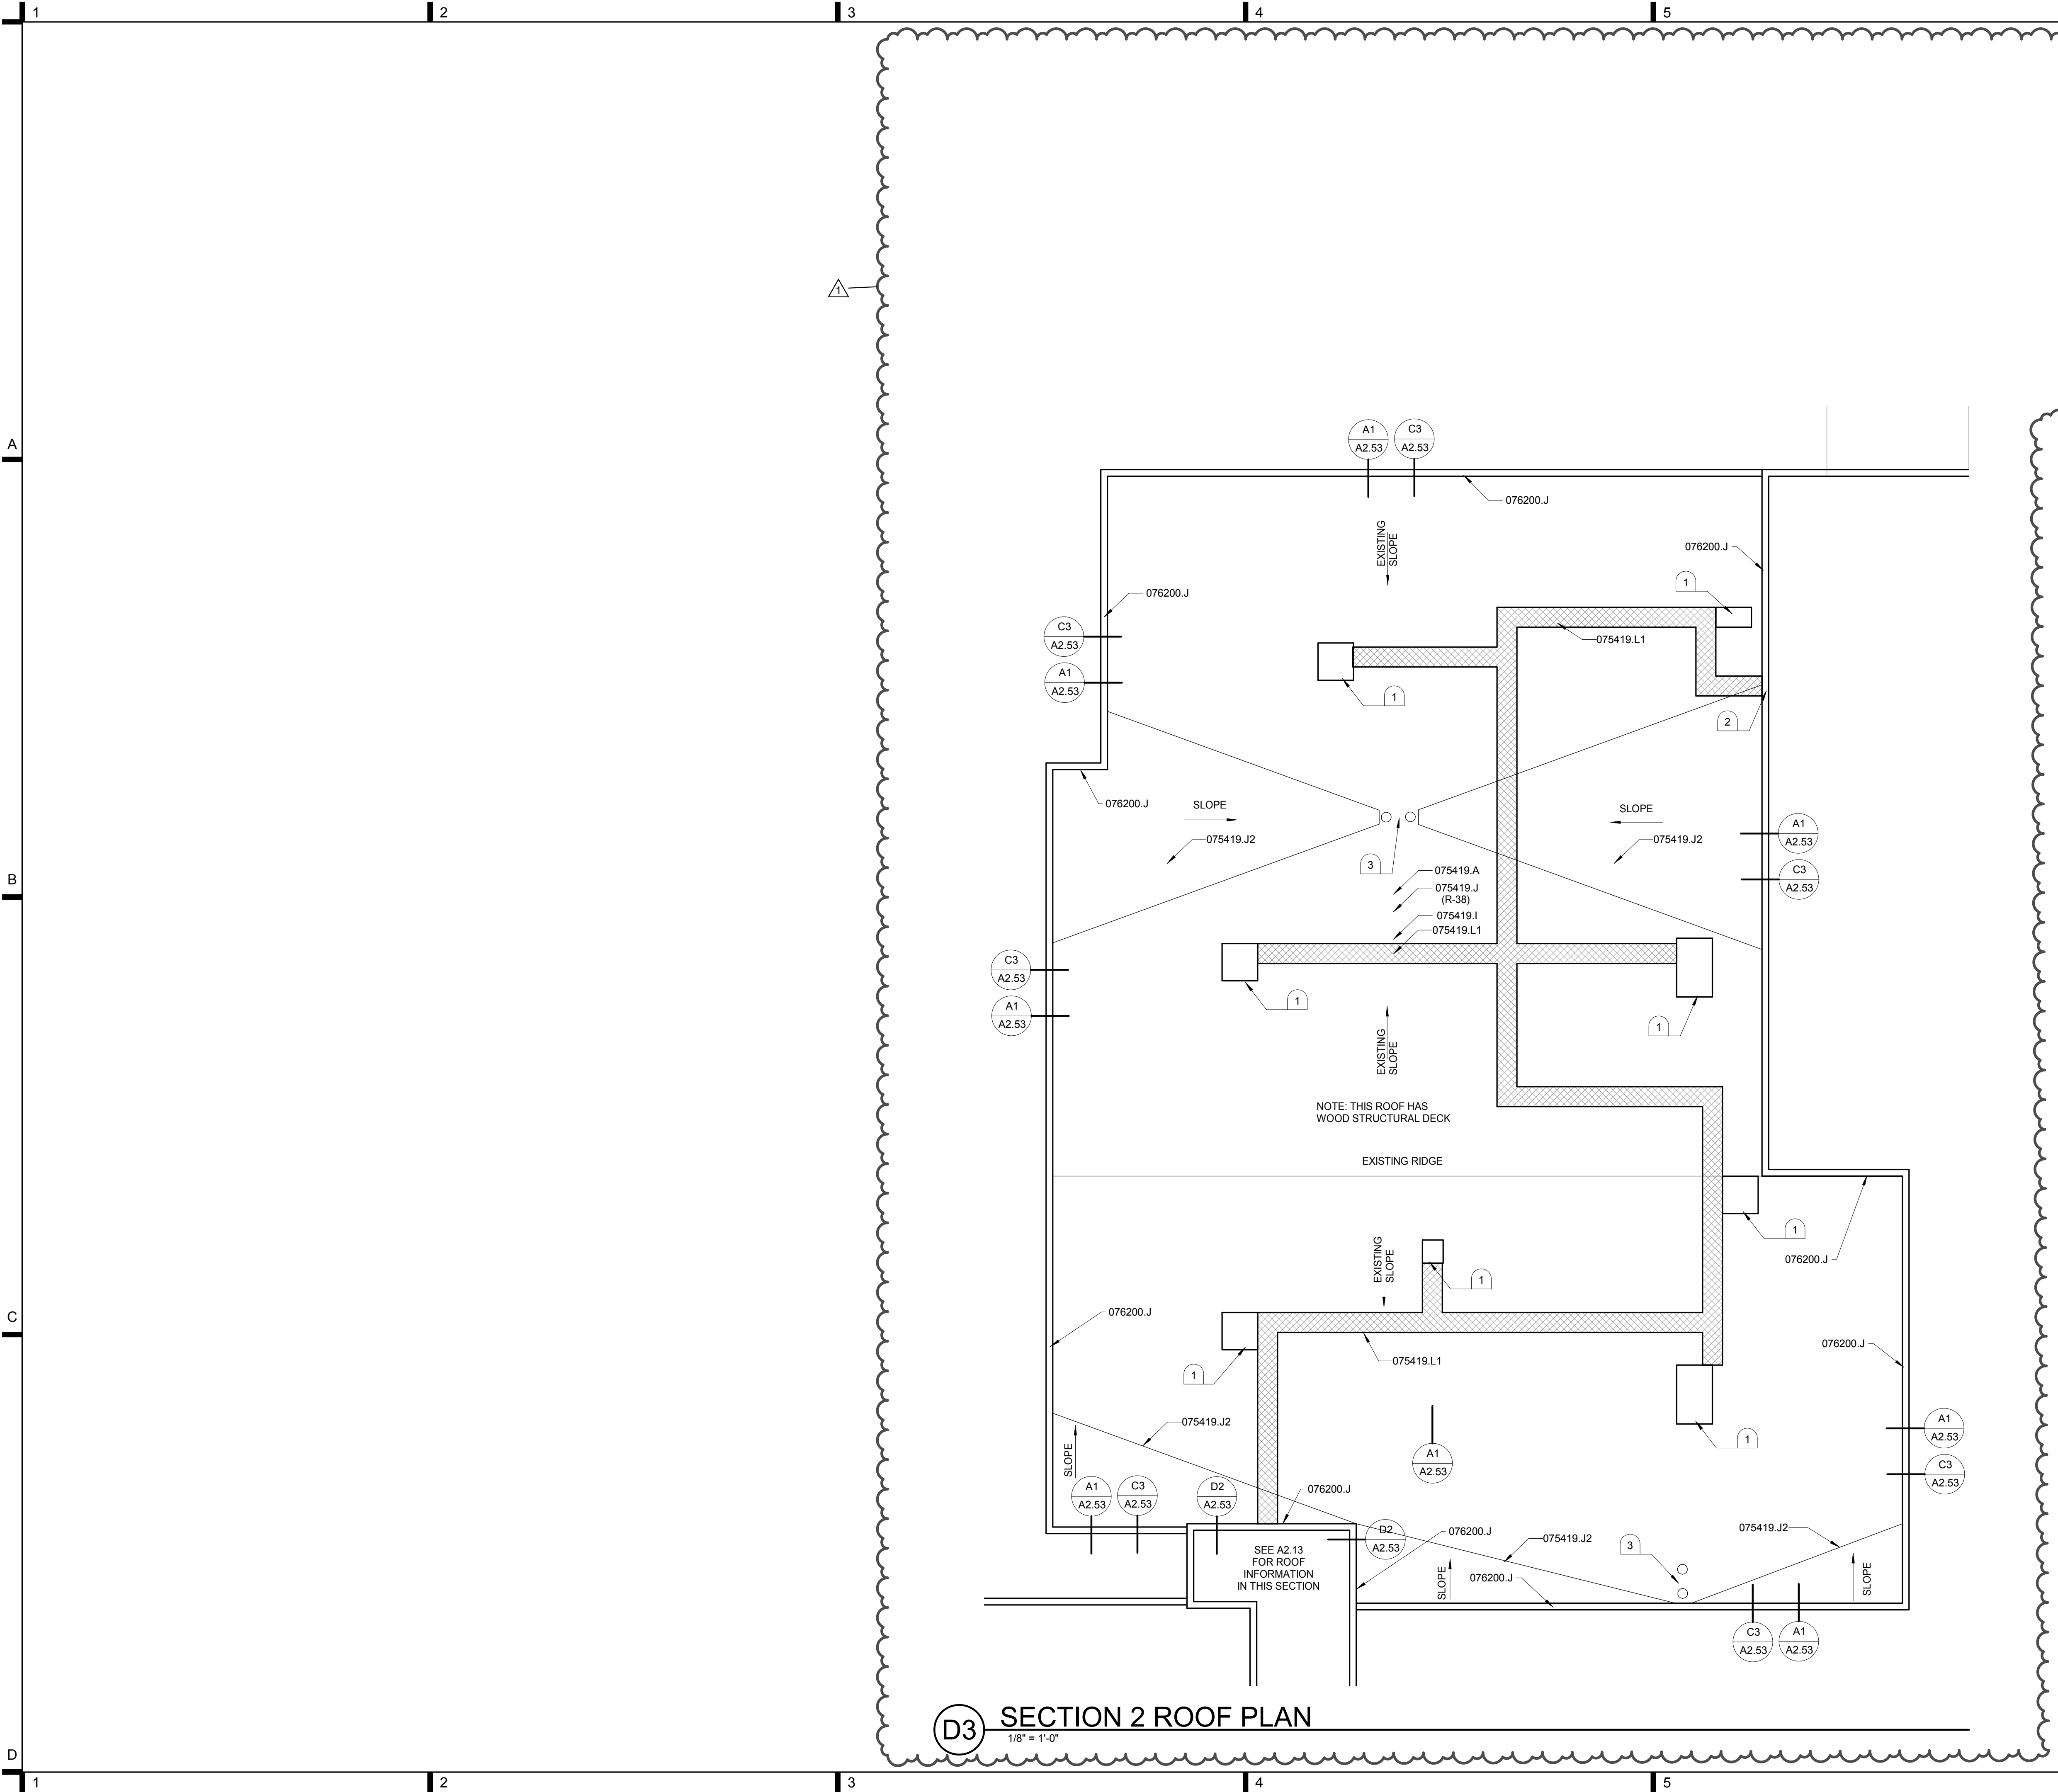 1
2
3
4
5
1
A
A1
A2.53
C3
A2.53
076200.J
EXISTING
SLOPE
076200.J
1
076200.J
C3
A2.53
075419.L1
A1
A2.53
1
2
076200.J
SLOPE
SLOPE
A1
A2.53
075419.J2
075419.J2
3
075419.A
C3
A2.53
B
075419.J
(R-38)
075419.I
075419.L1
C3
A2.53
A1
A2.53
1
1
EXISTING
SLOPE
NOTE: THIS ROOF HAS
WOOD STRUCTURAL DECK
EXISTING RIDGE
1
076200.J
EXISTING
SLOPE
1
C
076200.J
076200.J
075419.L1
1
075419.J2
A1
A2.53
1
SLOPE
A1
A2.53
C3
A2.53
A1
A2.53
C3
A2.53
D2
A2.53
076200.J
D2
A2.53
076200.J
075419.J2
075419.J2
3
SEE A2.13
FOR ROOF
INFORMATION
IN THIS SECTION
SLOPE
076200.J
SLOPE
C3
A2.53
A1
A2.53
D3
SECTION 2 ROOF PLAN
1/8" = 1'-0"
D
1
2
3
4
5